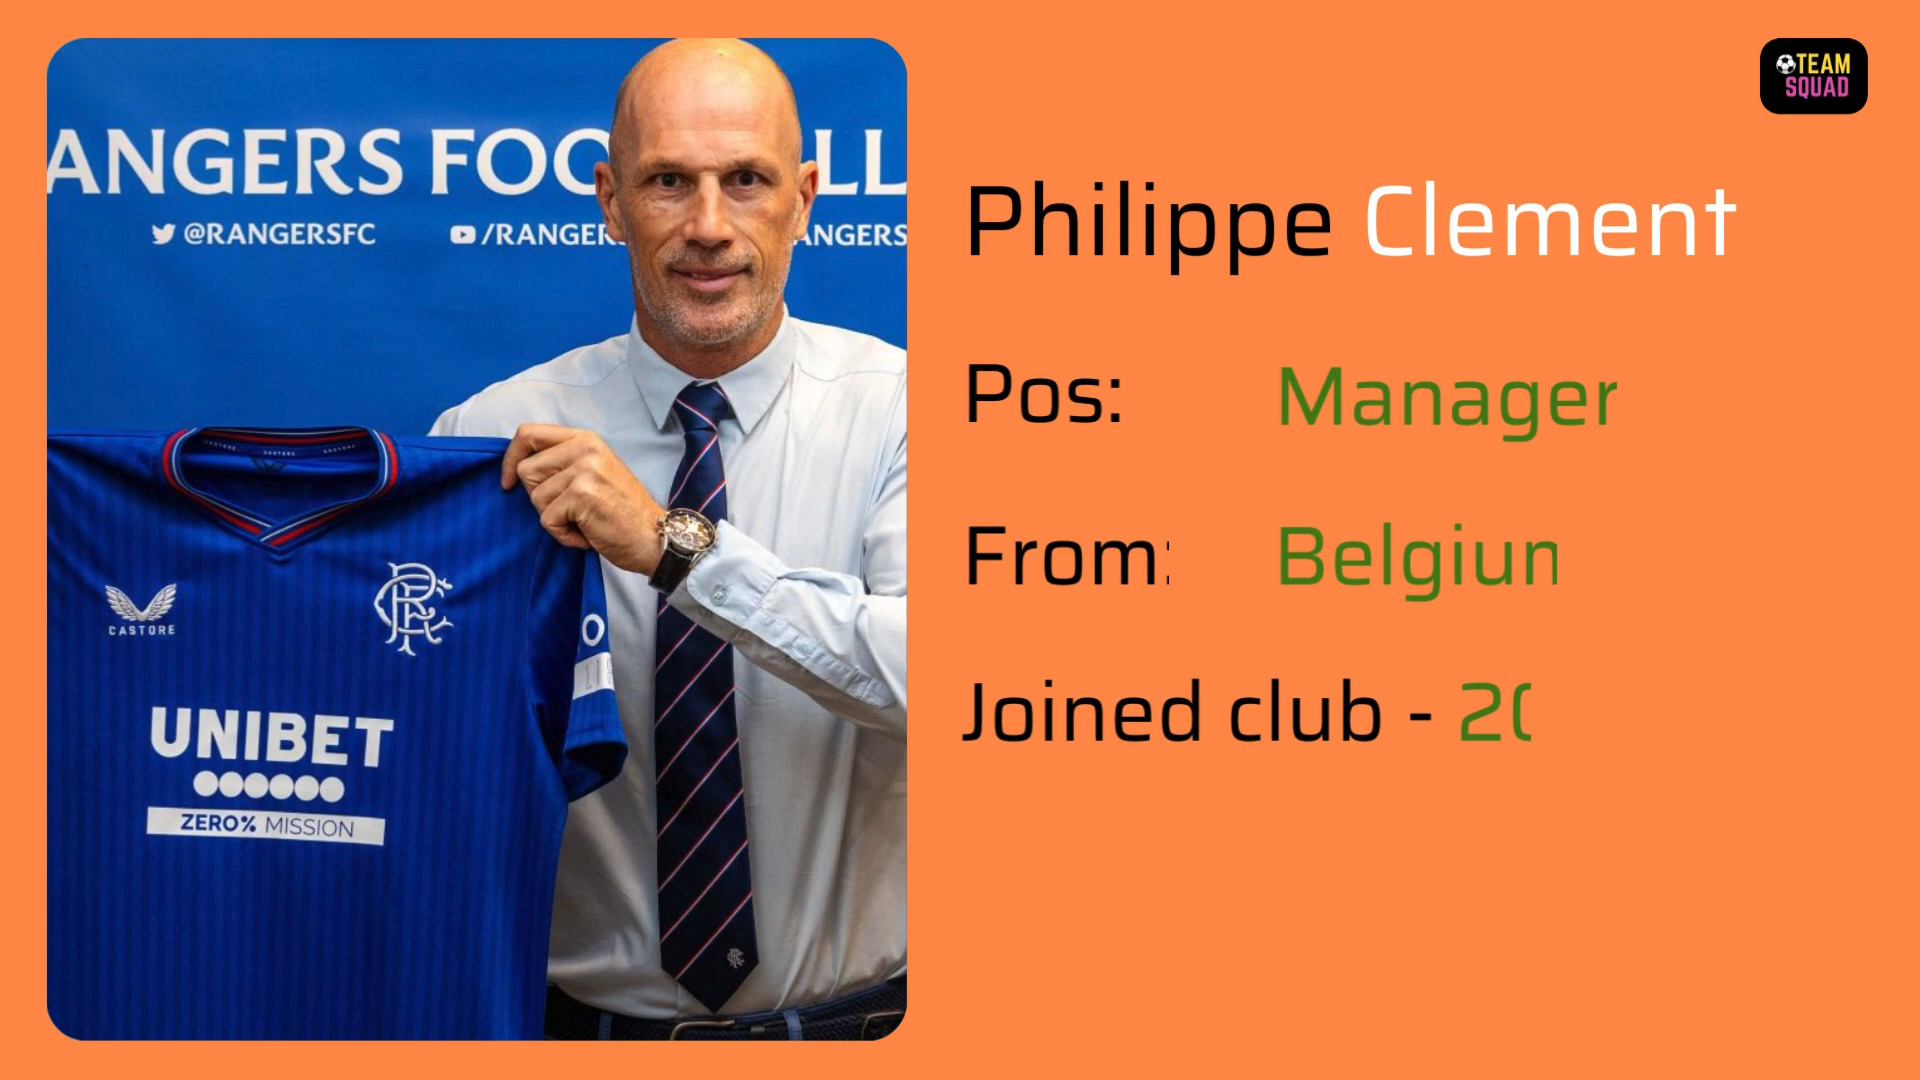 TEAM
SQUAD
ANGERS FOO LL
@RANGERSFC /RANGER ANGERS
Philippe Clement
Pos: Manager
From: Belgiun
Joined club - 20
CASTORE
UNIBET
ZERO% MISSION